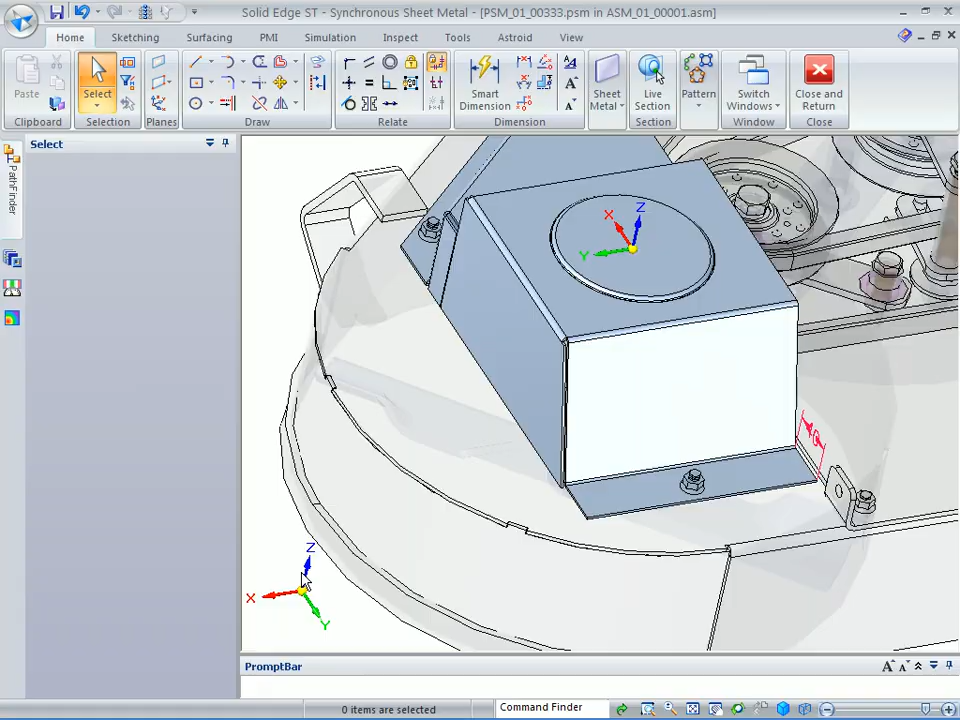 Solid Edge ST - Synchronous Sheet Metal - [PSM_01_00333.psm in ASM_01_00001.asm]
Home Sketching Surfacing PMI Simulation Inspect Tools Astroid View
Paste
Select
Smart Dimension
Sheet Metal
Live Section
Pattern
Switch Windows
Close and Return
Clipboard Selection Planes Draw Relate Dimension Section Window Close
PathFinder
Select
X Z
Y
Z
X
Y
PromptBar
0 items are selected
Command Finder